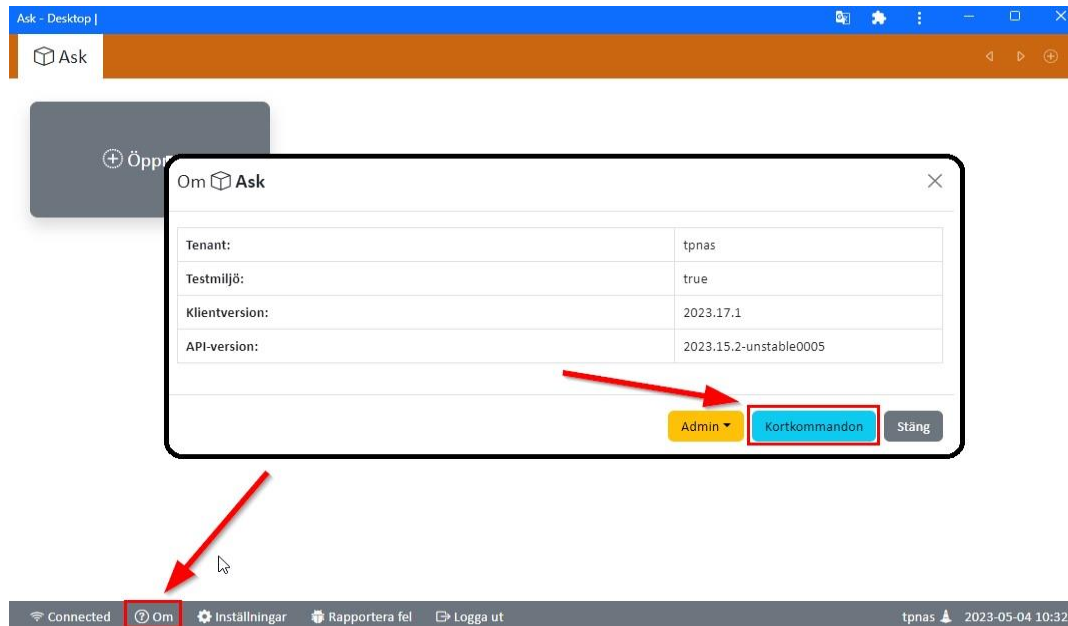 Ask - Desktop |
Ask
Om Ask
Tenant: tpnas
Testmiljö: true
Klientversion: 2023.17.1
API-version: 2023.15.2-unstable0005
Admin Kortkommandon Stäng
Connected Om Inställningar Rapportera fel Logga ut tpnas 2023-05-04 10:32